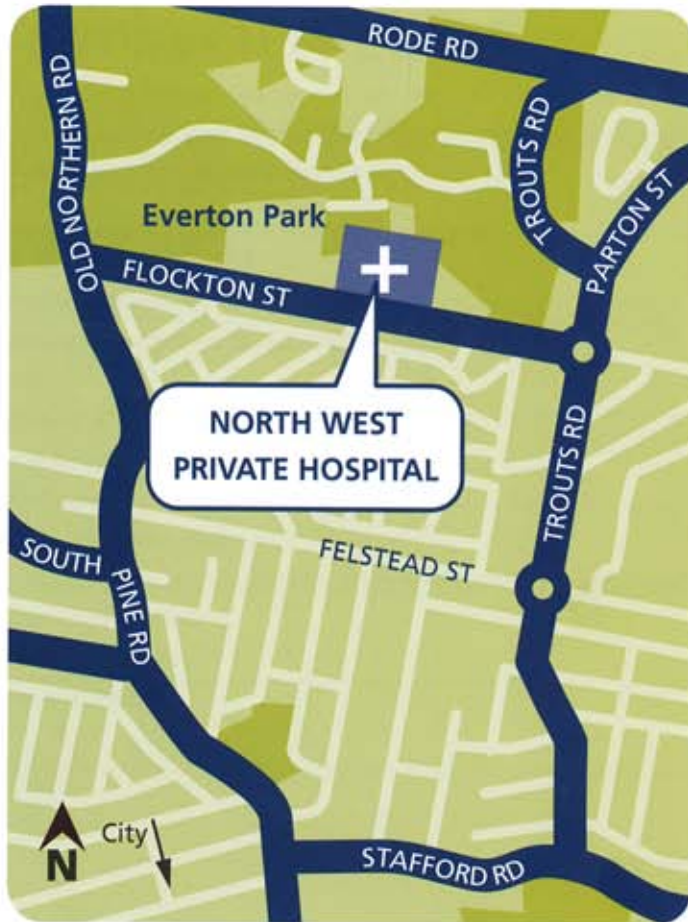 RODE RD
OLD NORTHERN RD
TROUTS RD
PARTON ST
Everton Park
FLOCKTON ST
NORTH WEST
PRIVATE HOSPITAL
TROUTS RD
FELSTEAD ST
SOUTH
PINE RD
City
N
STAFFORD RD